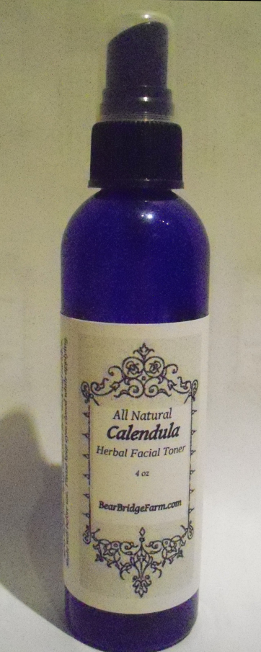 All Natural
Calendula
Herbal Facial Toner
4 oz
BearBridgeFarm.com